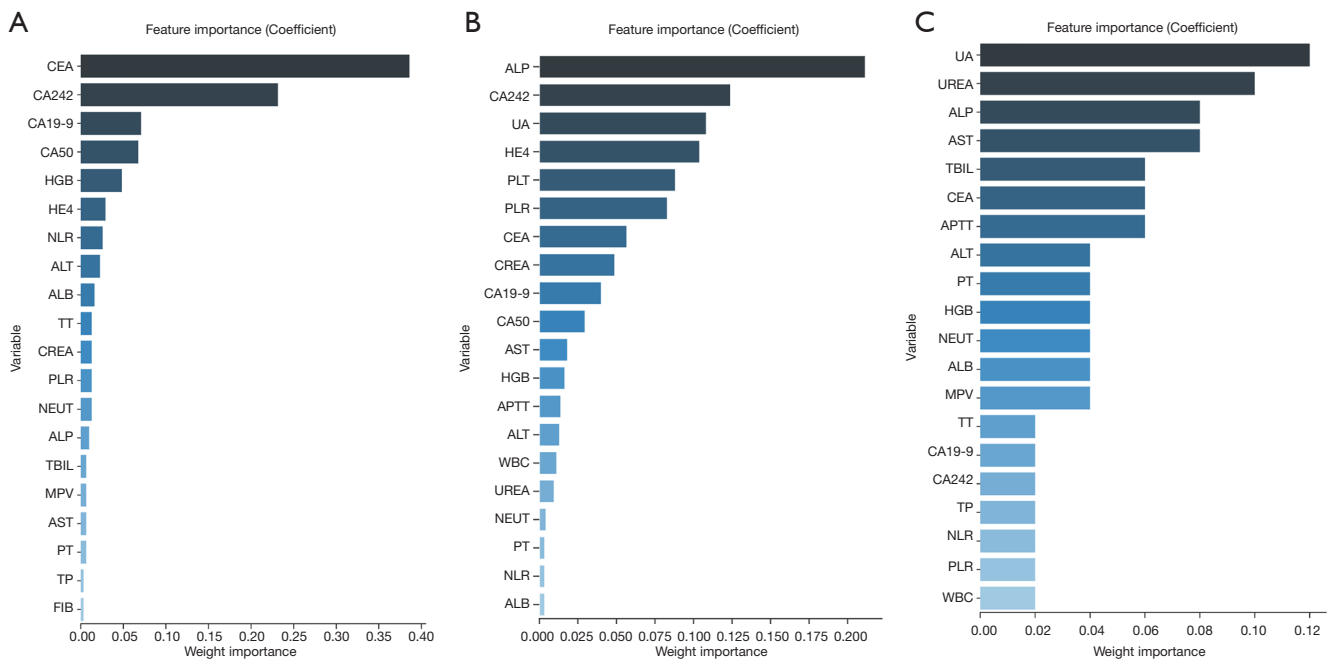 A
Feature importance (Coefficient)
Variable
CEA
CA242
CA19-9
CA50
HGB
HE4
NLR
ALT
ALB
TT
CREA
PLR
NEUT
ALP
TBIL
MPV
AST
PT
TP
FIB
0.00 0.05 0.10 0.15 0.20 0.25 0.30 0.35 0.40
Weight importance
B
Feature importance (Coefficient)
Variable
ALP
CA242
UA
HE4
PLT
PLR
CEA
CREA
CA19-9
CA50
AST
HGB
APTT
ALT
WBC
UREA
NEUT
PT
NLR
ALB
0.000 0.025 0.050 0.075 0.100 0.125 0.150 0.175 0.200
Weight importance
C
Feature importance (Coefficient)
Variable
UA
UREA
ALP
AST
TBIL
CEA
APTT
ALT
PT
HGB
NEUT
ALB
MPV
TT
CA19-9
CA242
TP
NLR
PLR
WBC
0.00 0.02 0.04 0.06 0.08 0.10 0.12
Weight importance